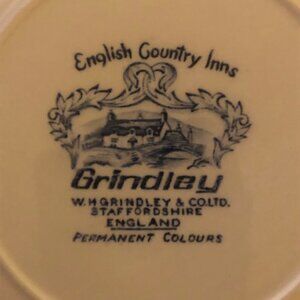 English Country Inns
Grindley
W.H GRINDLEY & CO.LTD.
STAFFORDSHIRE
ENGLAND
PERMANENT COLOURS